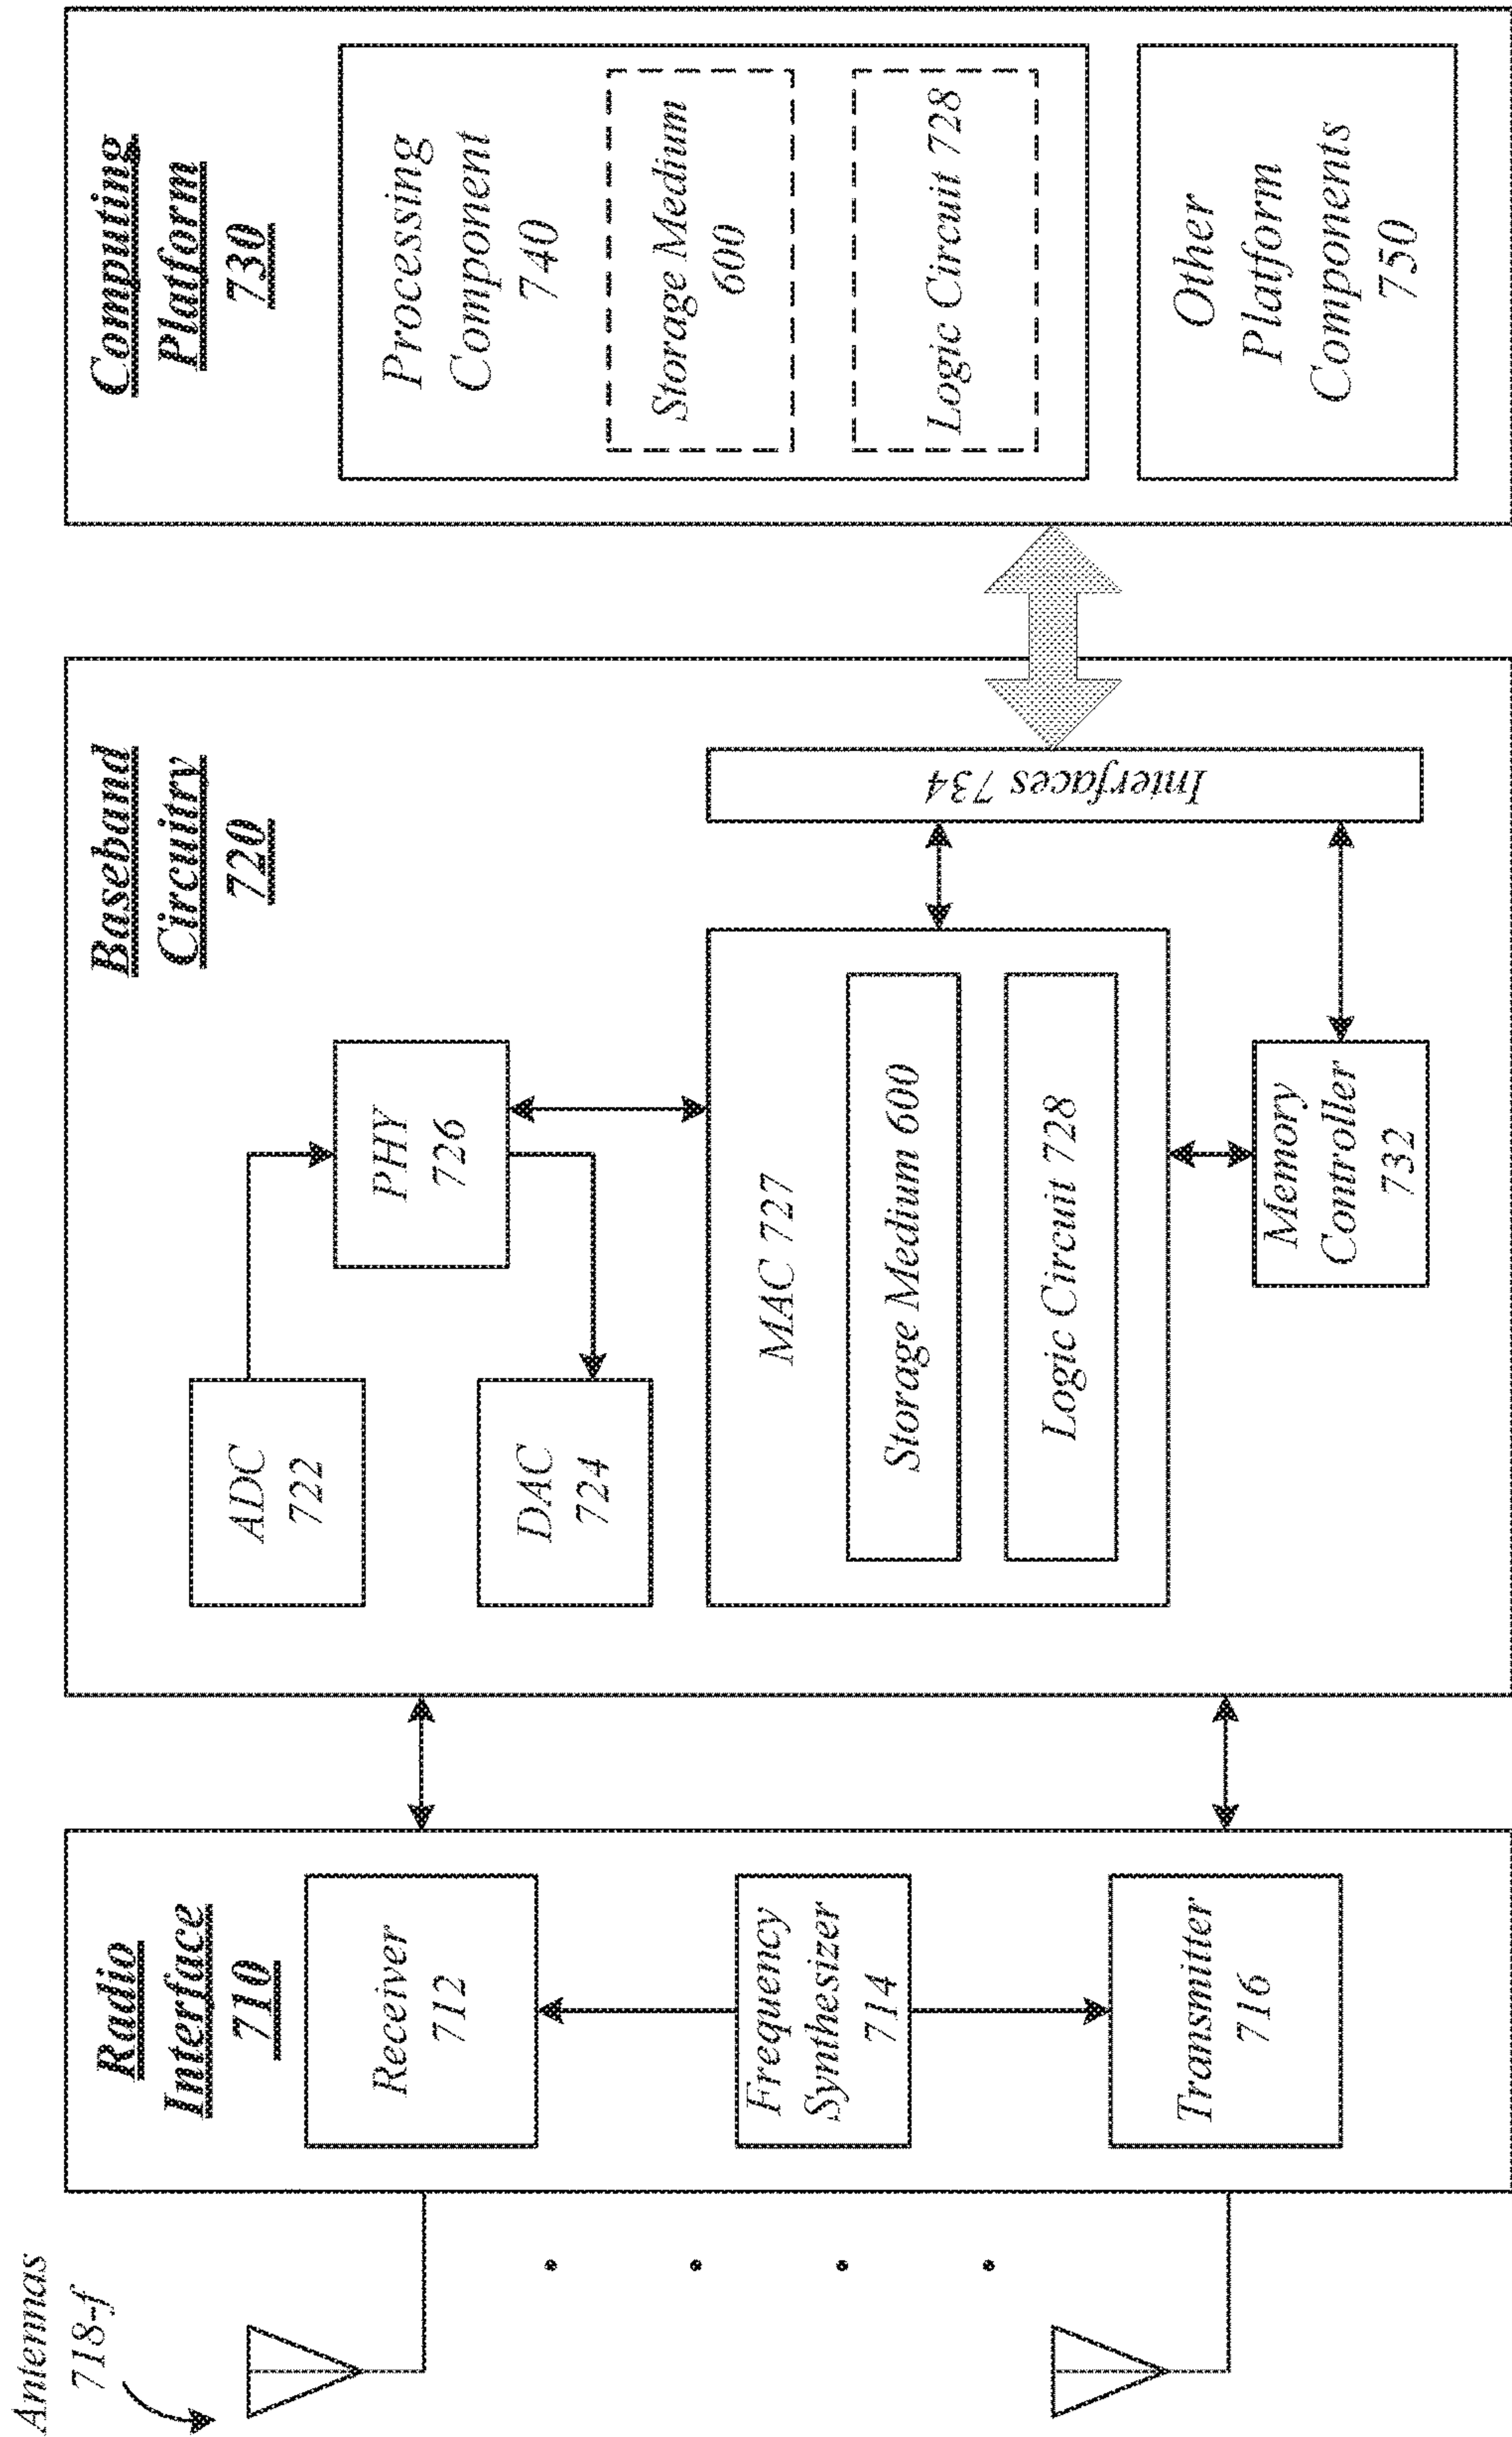 Antennas
718-f
Radio
Interface
710
Receiver
712
Frequency
Synthesizer
714
Transmitter
716
Baseband
Circuitry
720
ADC
722
PHY
726
DAC
724
MAC 727
Storage Medium 600
Logic Circuit 728
Memory
Controller
732
Interfaces 734
Computing
Platform
730
Processing
Component
740
Storage Medium
600
Logic Circuit 728
Other
Platform
Components
750